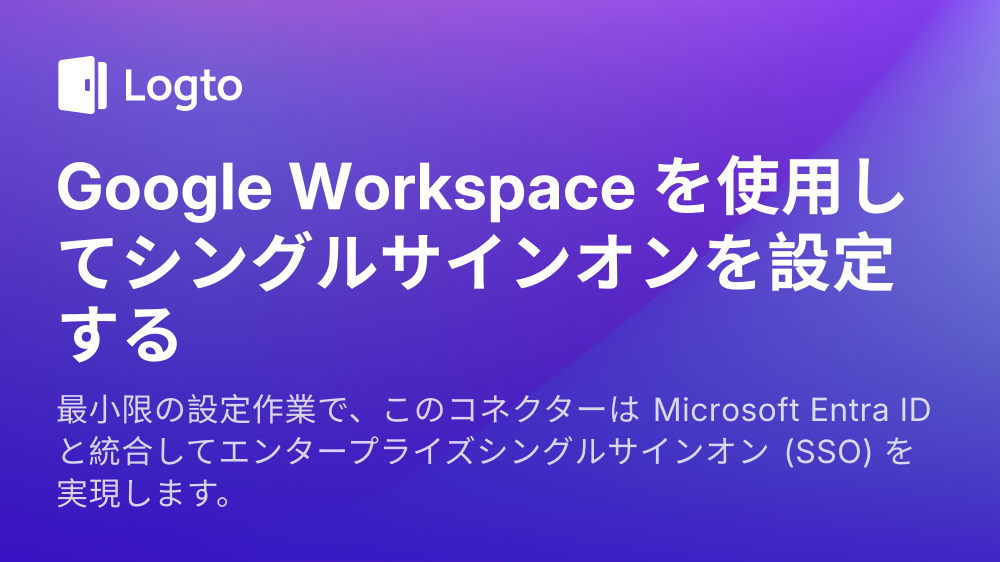 Logto
Google Workspace を使用し
てシングルサインオンを設定
する
最小限の設定作業で、このコネクターは Microsoft Entra ID
と統合してエンタープライズシングルサインオン (SSO) を
実現します。